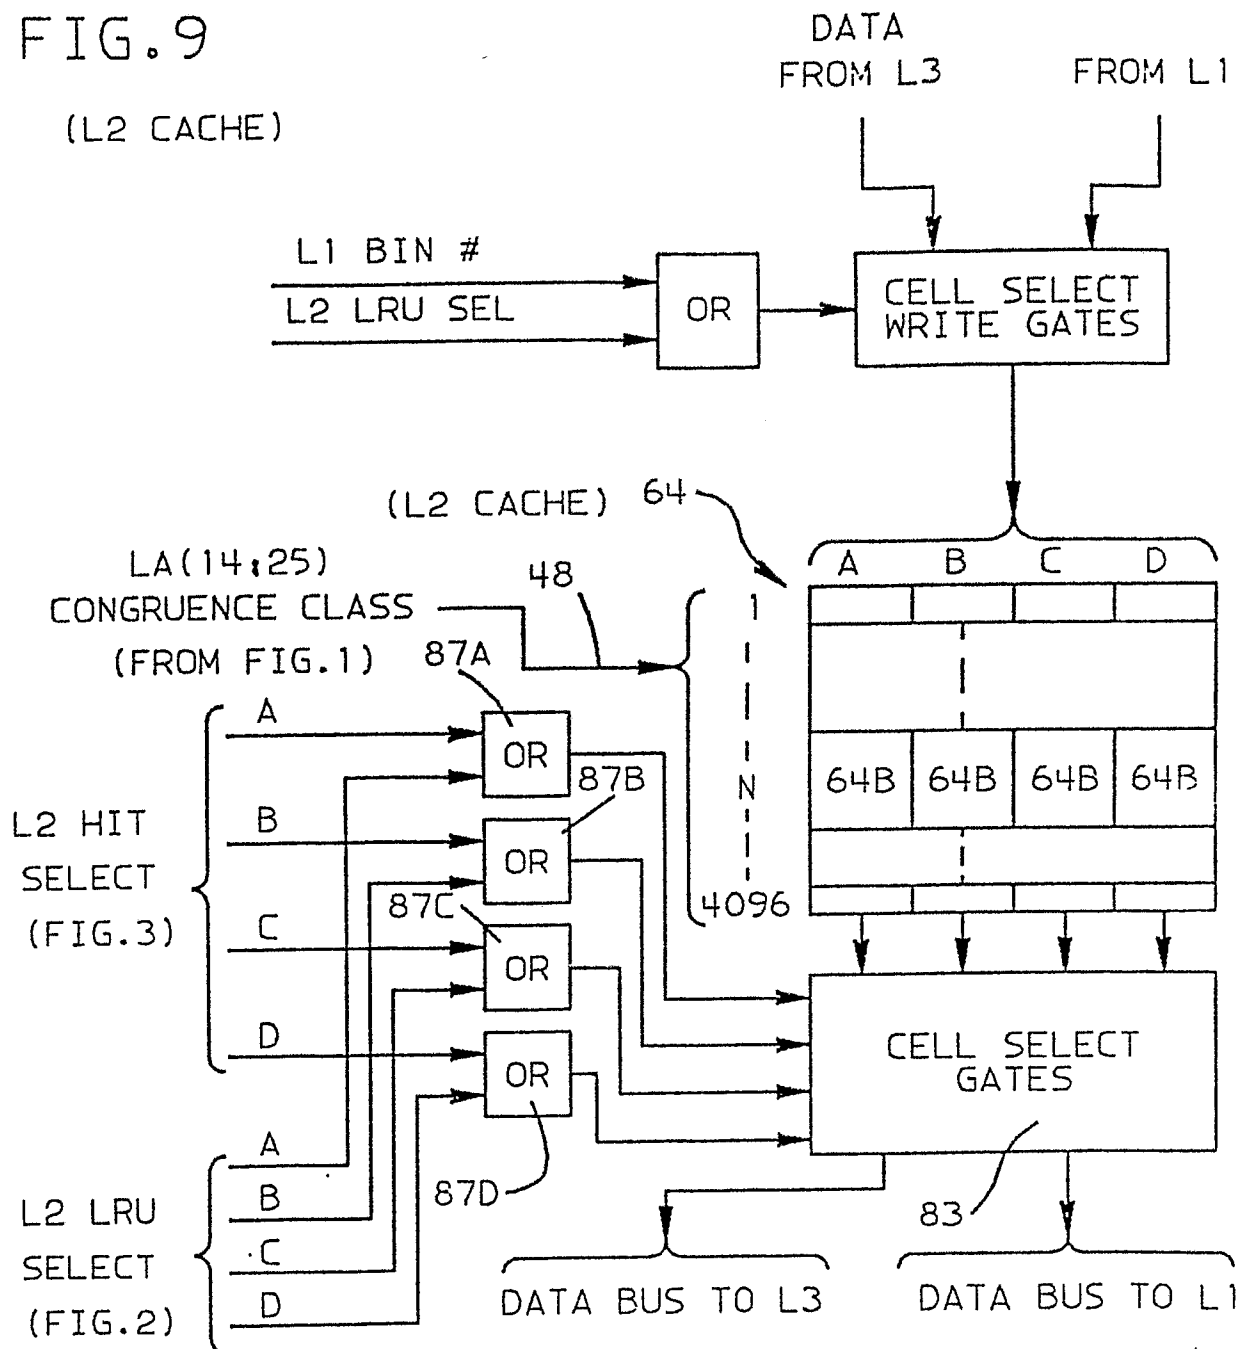 FIG.9
(L2 CACHE)
DATA
FROM L3
FROM L1
L1 BIN #
L2 LRU SEL
OR
CELL SELECT
WRITE GATES
(L2 CACHE)
64
LA(14:25)
CONGRUENCE CLASS
(FROM FIG.1)
48
A B C D
1
N
4096
64B 64B 64B 64B
L2 HIT
SELECT
(FIG.3)
A
B
C
D
87A
OR
87B
OR
87C
OR
OR
87D
CELL SELECT
GATES
83
L2 LRU
SELECT
(FIG.2)
A
B
C
D
DATA BUS TO L3
DATA BUS TO L1